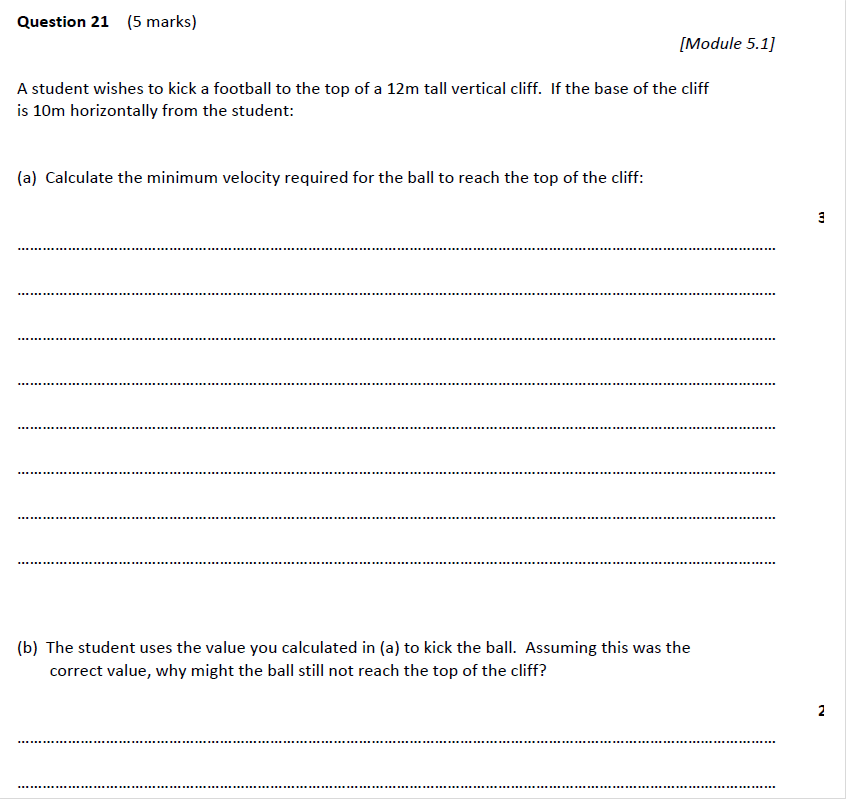 Question 21 (5 marks)
[Module 5.1]
A student wishes to kick a football to the top of a 12m tall vertical cliff. If the base of the cliff
is 10m horizontally from the student:
(a) Calculate the minimum velocity required for the ball to reach the top of the cliff:
3
(b) The student uses the value you calculated in (a) to kick the ball. Assuming this was the
correct value, why might the ball still not reach the top of the cliff?
2